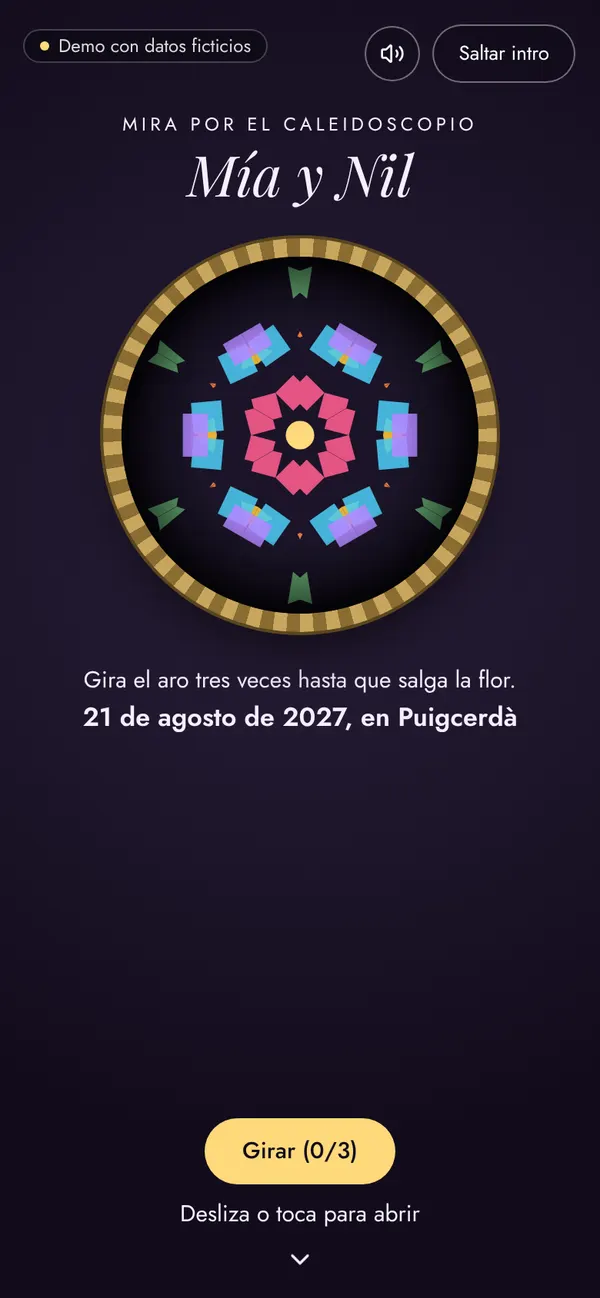 Demo con datos ficticios
Saltar intro
MIRA POR EL CALEIDOSCOPIO
Mía y Nil
Gira el aro tres veces hasta que salga la flor.
21 de agosto de 2027, en Puigcerdà
Girar (0/3)
Desliza o toca para abrir